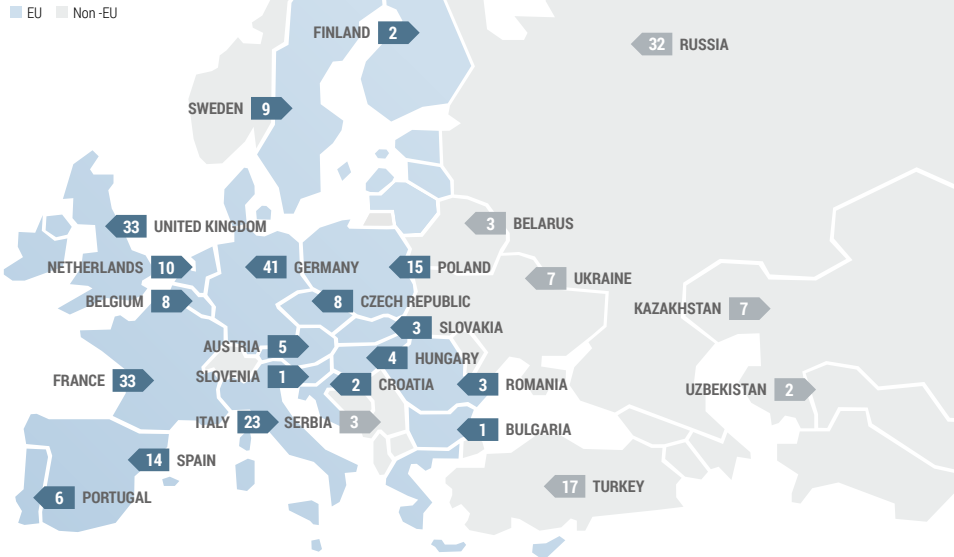 EU Non -EU
FINLAND 2
32 RUSSIA
SWEDEN 9
33 UNITED KINGDOM
3 BELARUS
NETHERLANDS 10
41 GERMANY
15 POLAND
7 UKRAINE
BELGIUM 8
8 CZECH REPUBLIC
KAZAKHSTAN 7
3 SLOVAKIA
AUSTRIA 5
4 HUNGARY
SLOVENIA 1
FRANCE 33
2 CROATIA
3 ROMANIA
UZBEKISTAN 2
ITALY 23
SERBIA 3
1 BULGARIA
14 SPAIN
17 TURKEY
6 PORTUGAL